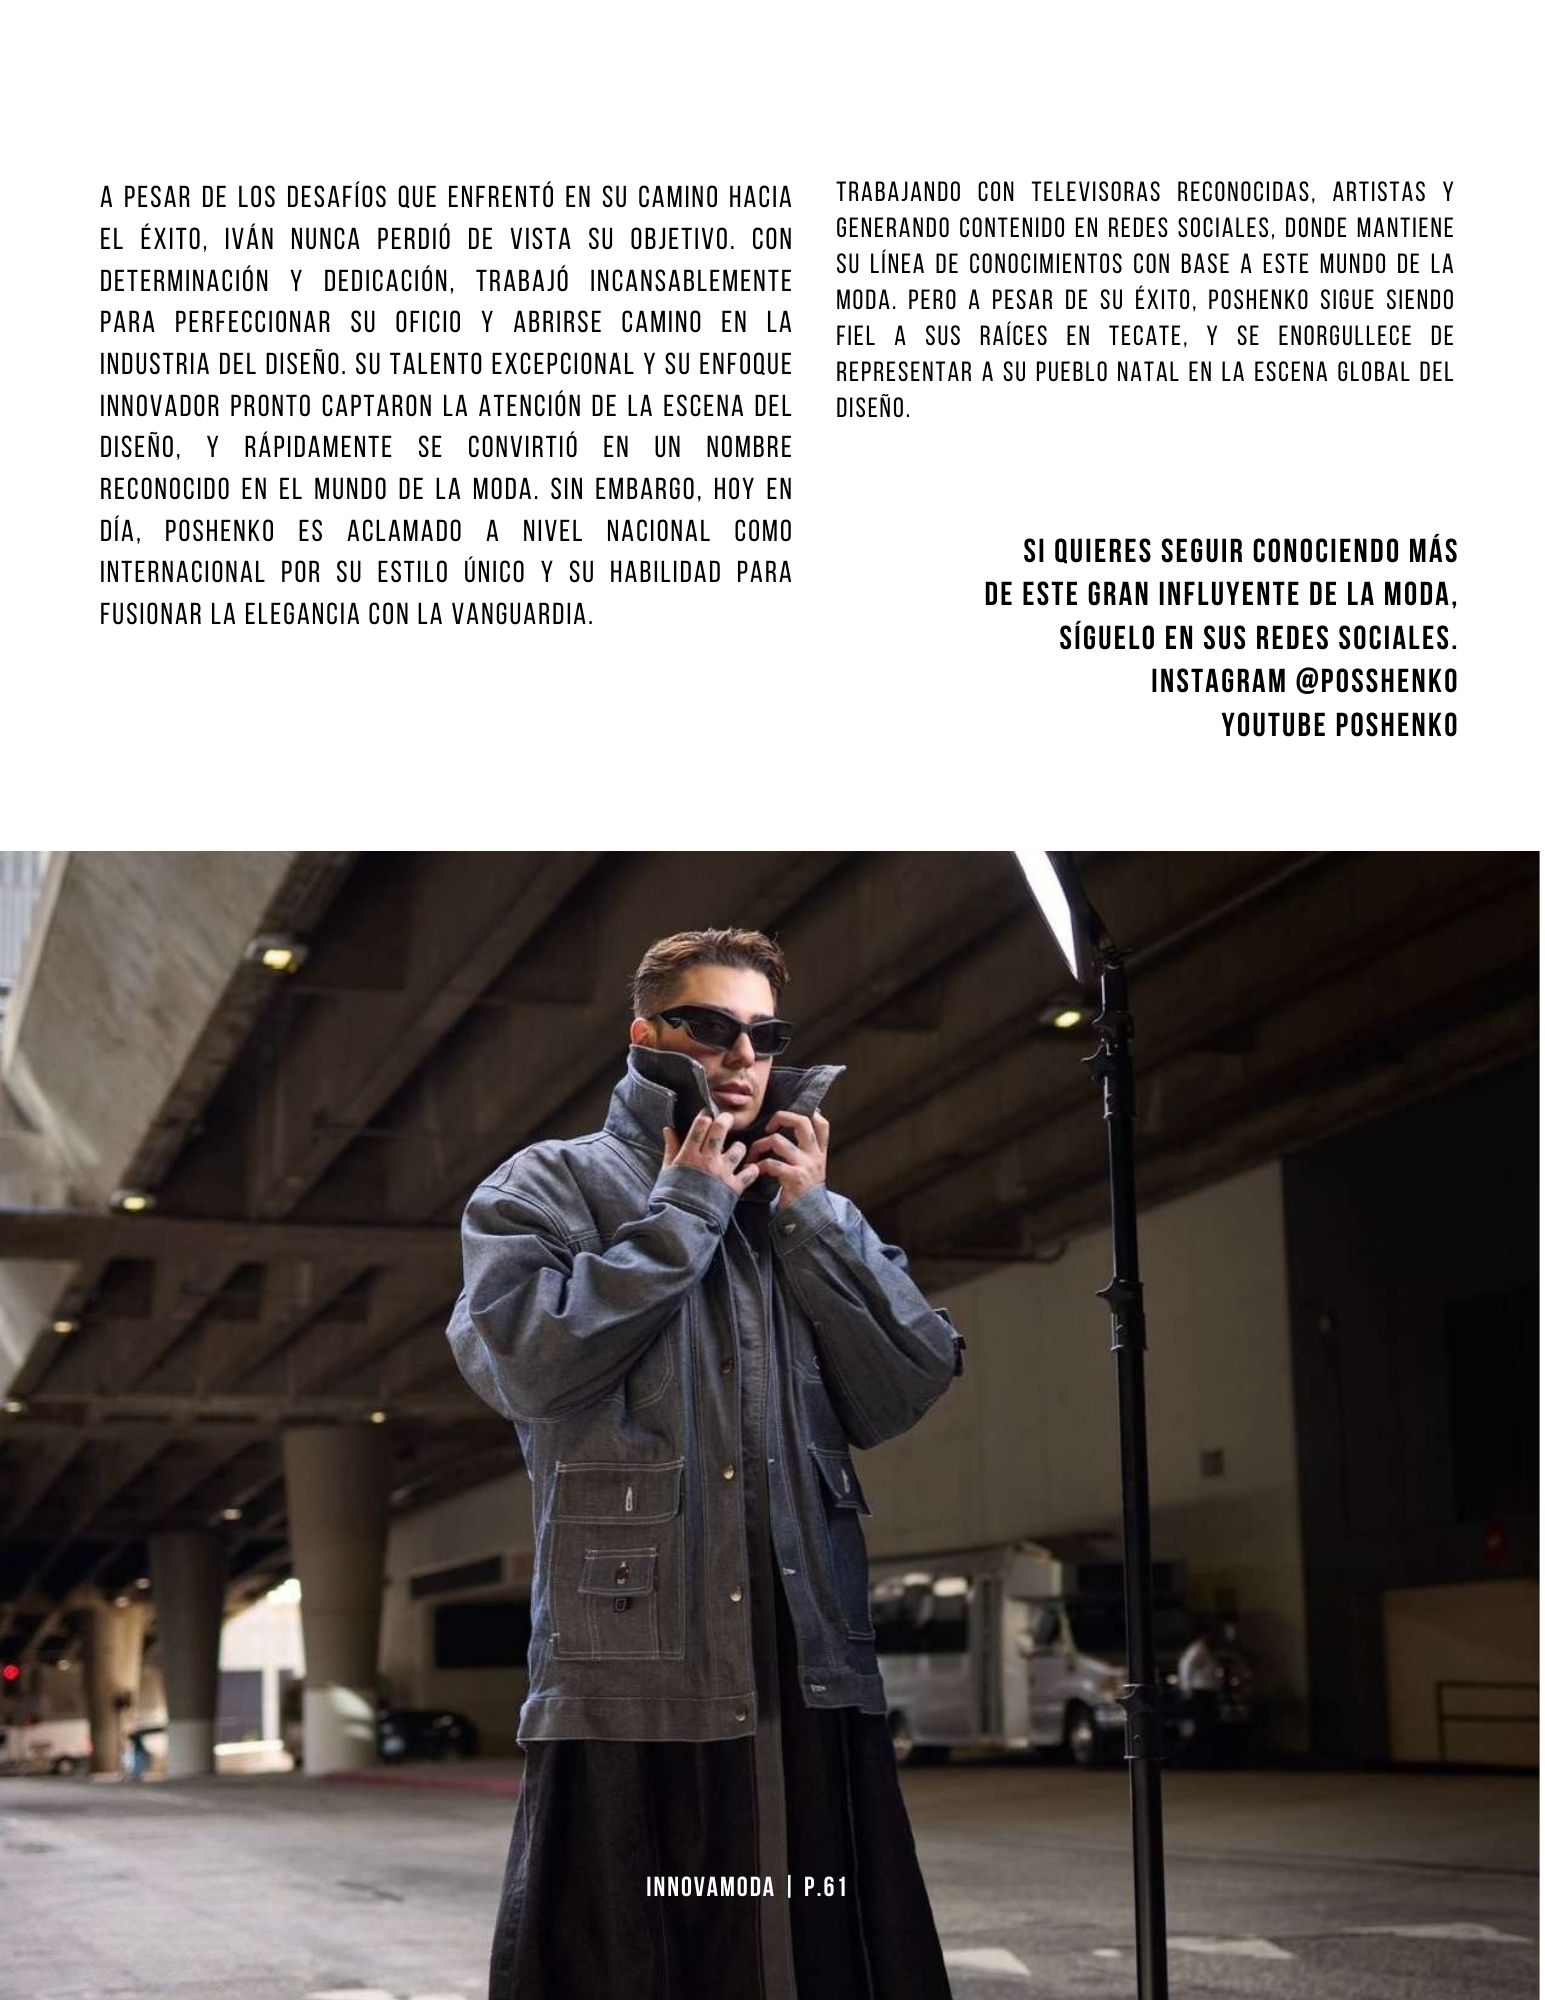 A PESAR DE LOS DESAFÍOS QUE ENFRENTÓ EN SU CAMINO HACIA
EL ÉXITO, IVÁN NUNCA PERDIÓ DE VISTA SU OBJETIVO. CON
DETERMINACIÓN Y DEDICACIÓN, TRABAJÓ INCANSABLEMENTE
PARA PERFECCIONAR SU OFICIO Y ABRIRSE CAMINO EN LA
INDUSTRIA DEL DISEÑO. SU TALENTO EXCEPCIONAL Y SU ENFOQUE
INNOVADOR PRONTO CAPTARON LA ATENCIÓN DE LA ESCENA DEL
DISEÑO, Y RÁPIDAMENTE SE CONVIRTIÓ EN UN NOMBRE
RECONOCIDO EN EL MUNDO DE LA MODA. SIN EMBARGO, HOY EN
DÍA, POSHENKO ES ACLAMADO A NIVEL NACIONAL COMO
INTERNACIONAL POR SU ESTILO ÚNICO Y SU HABILIDAD PARA
FUSIONAR LA ELEGANCIA CON LA VANGUARDIA.
TRABAJANDO CON TELEVISORAS RECONOCIDAS, ARTISTAS Y
GENERANDO CONTENIDO EN REDES SOCIALES, DONDE MANTIENE
SU LÍNEA DE CONOCIMIENTOS CON BASE A ESTE MUNDO DE LA
MODA. PERO A PESAR DE SU ÉXITO, POSHENKO SIGUE SIENDO
FIEL A SUS RAÍCES EN TECATE, Y SE ENORGULLECE DE
REPRESENTAR A SU PUEBLO NATAL EN LA ESCENA GLOBAL DEL
DISEÑO.
SI QUIERES SEGUIR CONOCIENDO MÁS
DE ESTE GRAN INFLUYENTE DE LA MODA,
SÍGUELO EN SUS REDES SOCIALES.
INSTAGRAM @POSSHENKO
YOUTUBE POSHENKO
INNOVAMODA | P.61